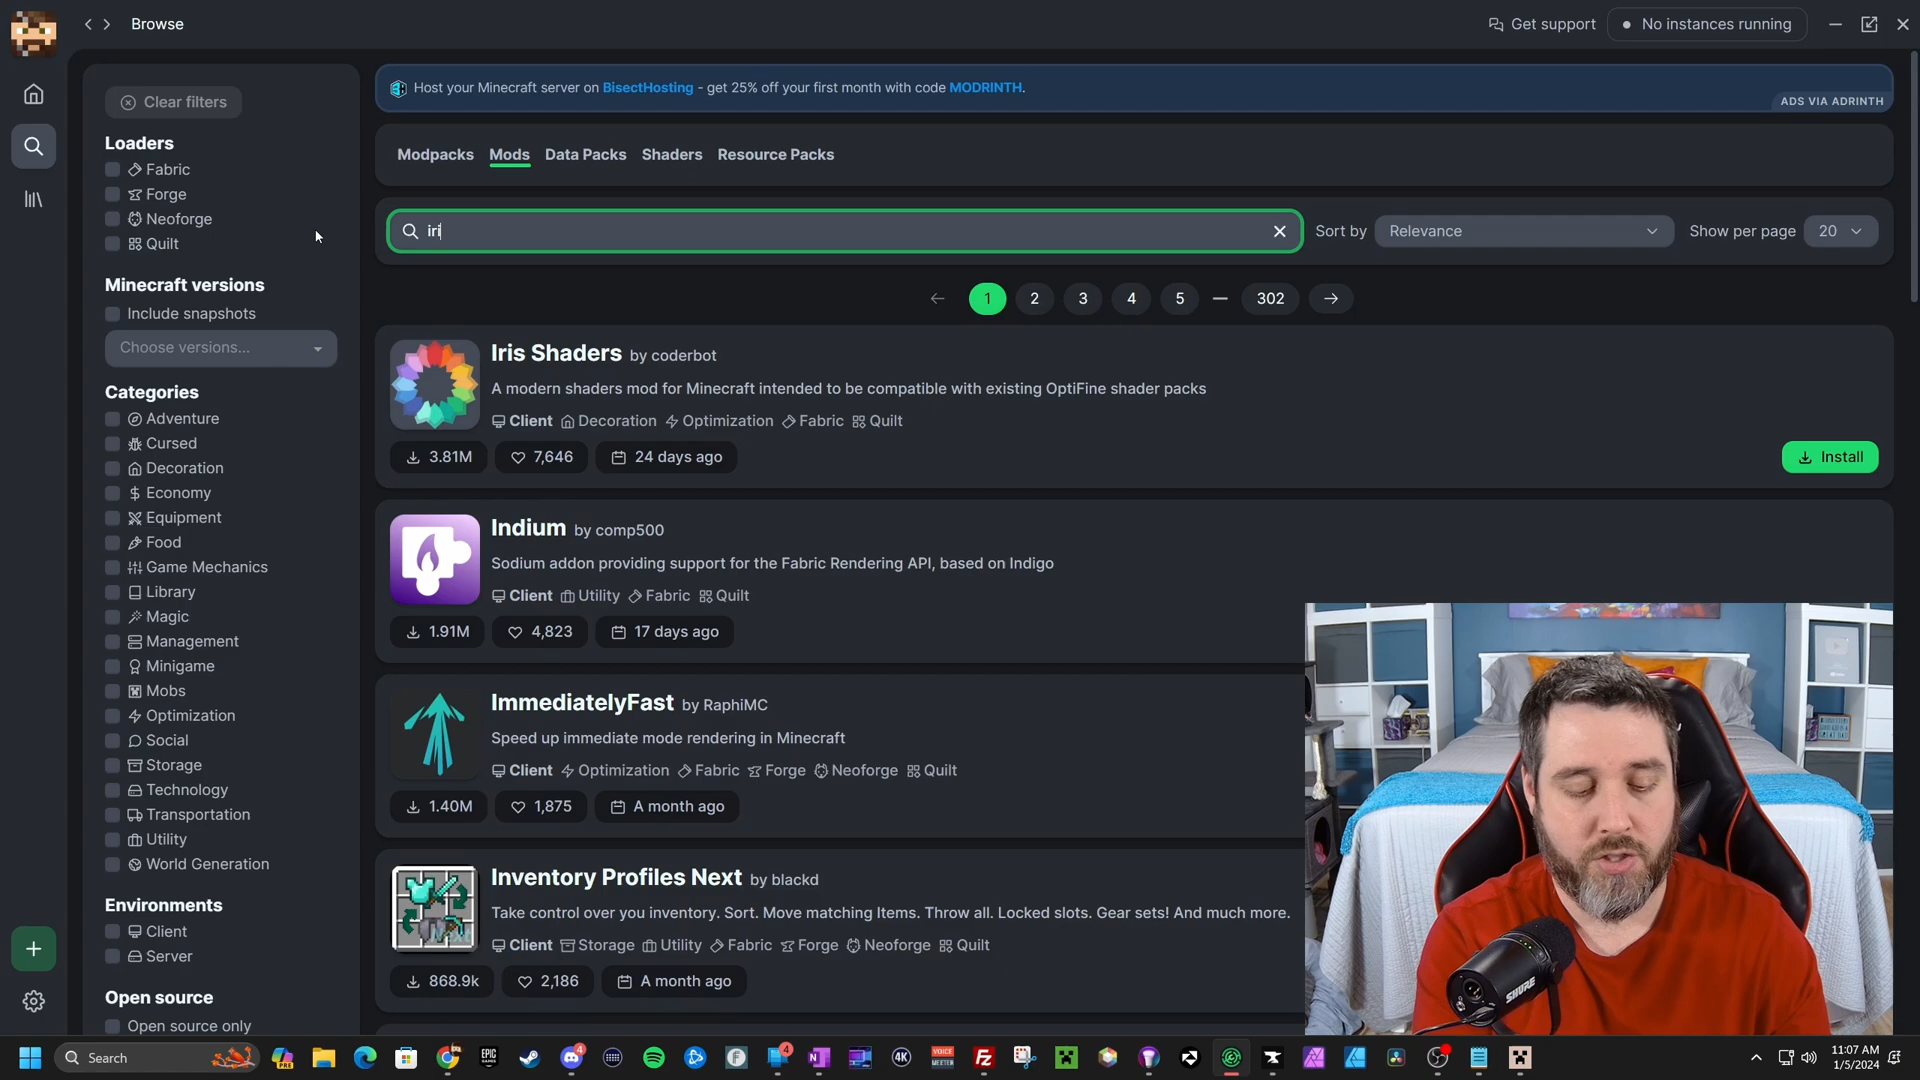 Browse
Get support
No instances running
Clear filters
Loaders
Fabric
Forge
Neoforge
Quilt
Minecraft versions
Include snapshots
Choose versions...
Categories
Adventure
Cursed
Decoration
Economy
Equipment
Food
Game Mechanics
Library
Magic
Management
Minigame
Mobs
Optimization
Social
Storage
Technology
Transportation
Utility
World Generation
Environments
Client
Server
Open source
Open source only
Host your Minecraft server on BisectHosting - get 25% off your first month with code MODRINTH.
ADS VIA ADRINTH
Modpacks Mods Data Packs Shaders Resource Packs
iri
Sort by Relevance
Show per page 20
1 2 3 4 5 — 302
Iris Shaders by coderbot
A modern shaders mod for Minecraft intended to be compatible with existing OptiFine shader packs
Client Decoration Optimization Fabric Quilt
3.81M 7,646 24 days ago
Install
Indium by comp500
Sodium addon providing support for the Fabric Rendering API, based on Indigo
Client Utility Fabric Quilt
1.91M 4,823 17 days ago
ImmediatelyFast by RaphiMC
Speed up immediate mode rendering in Minecraft
Client Optimization Fabric Forge Neoforge Quilt
1.40M 1,875 A month ago
Inventory Profiles Next by blackd
Take control over you inventory. Sort. Move matching Items. Throw all. Locked slots. Gear sets! And much more.
Client Storage Utility Fabric Forge Neoforge Quilt
868.9k 2,186 A month ago
SHURE
Search
PRE
EPIC GAMES
4
4
4K
VOICE MEETER
11:07 AM
1/5/2024